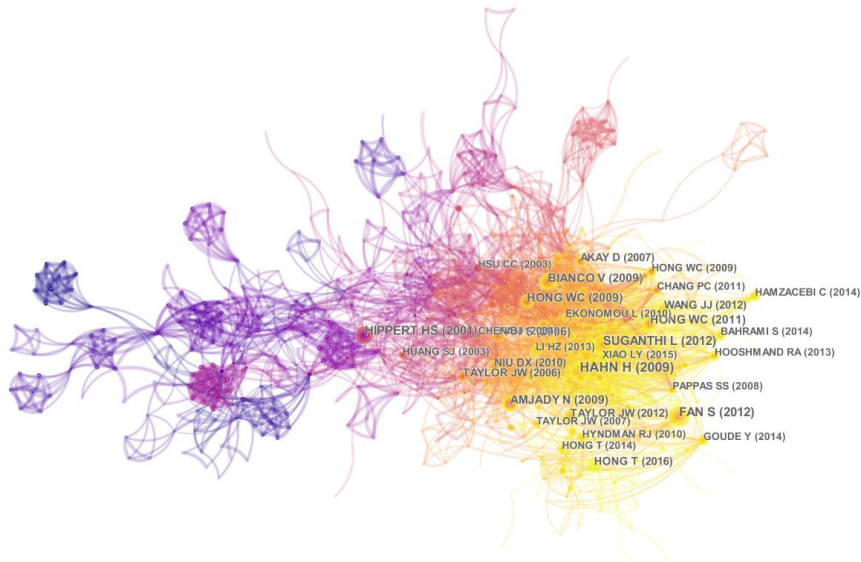 AKAY D (2007)
HSU CC (2003)
HONG WC (2009)
BIANCO V (2009)
CHANG PC (2011)
HAMZACEBI C (2014)
HONG WC (2009)
WANG JJ (2012)
EKONOMOU L (2010)
HONG WC (2011)
HIPPERT HS (2001)
BAHRAMI S (2014)
SUGANTHI L (2012)
LI HZ (2013)
HUANG SJ (2003)
XIAO LY (2015)
HOOSHMAND RA (2013)
NIU DX (2010)
HAHN H (2009)
TAYLOR JW (2006)
PAPPAS SS (2008)
AMJADY N (2009)
TAYLOR JW (2012)
FAN S (2012)
TAYLOR JW (2007)
HYNDMAN RJ (2010)
GOUDE Y (2014)
HONG T (2014)
HONG T (2016)